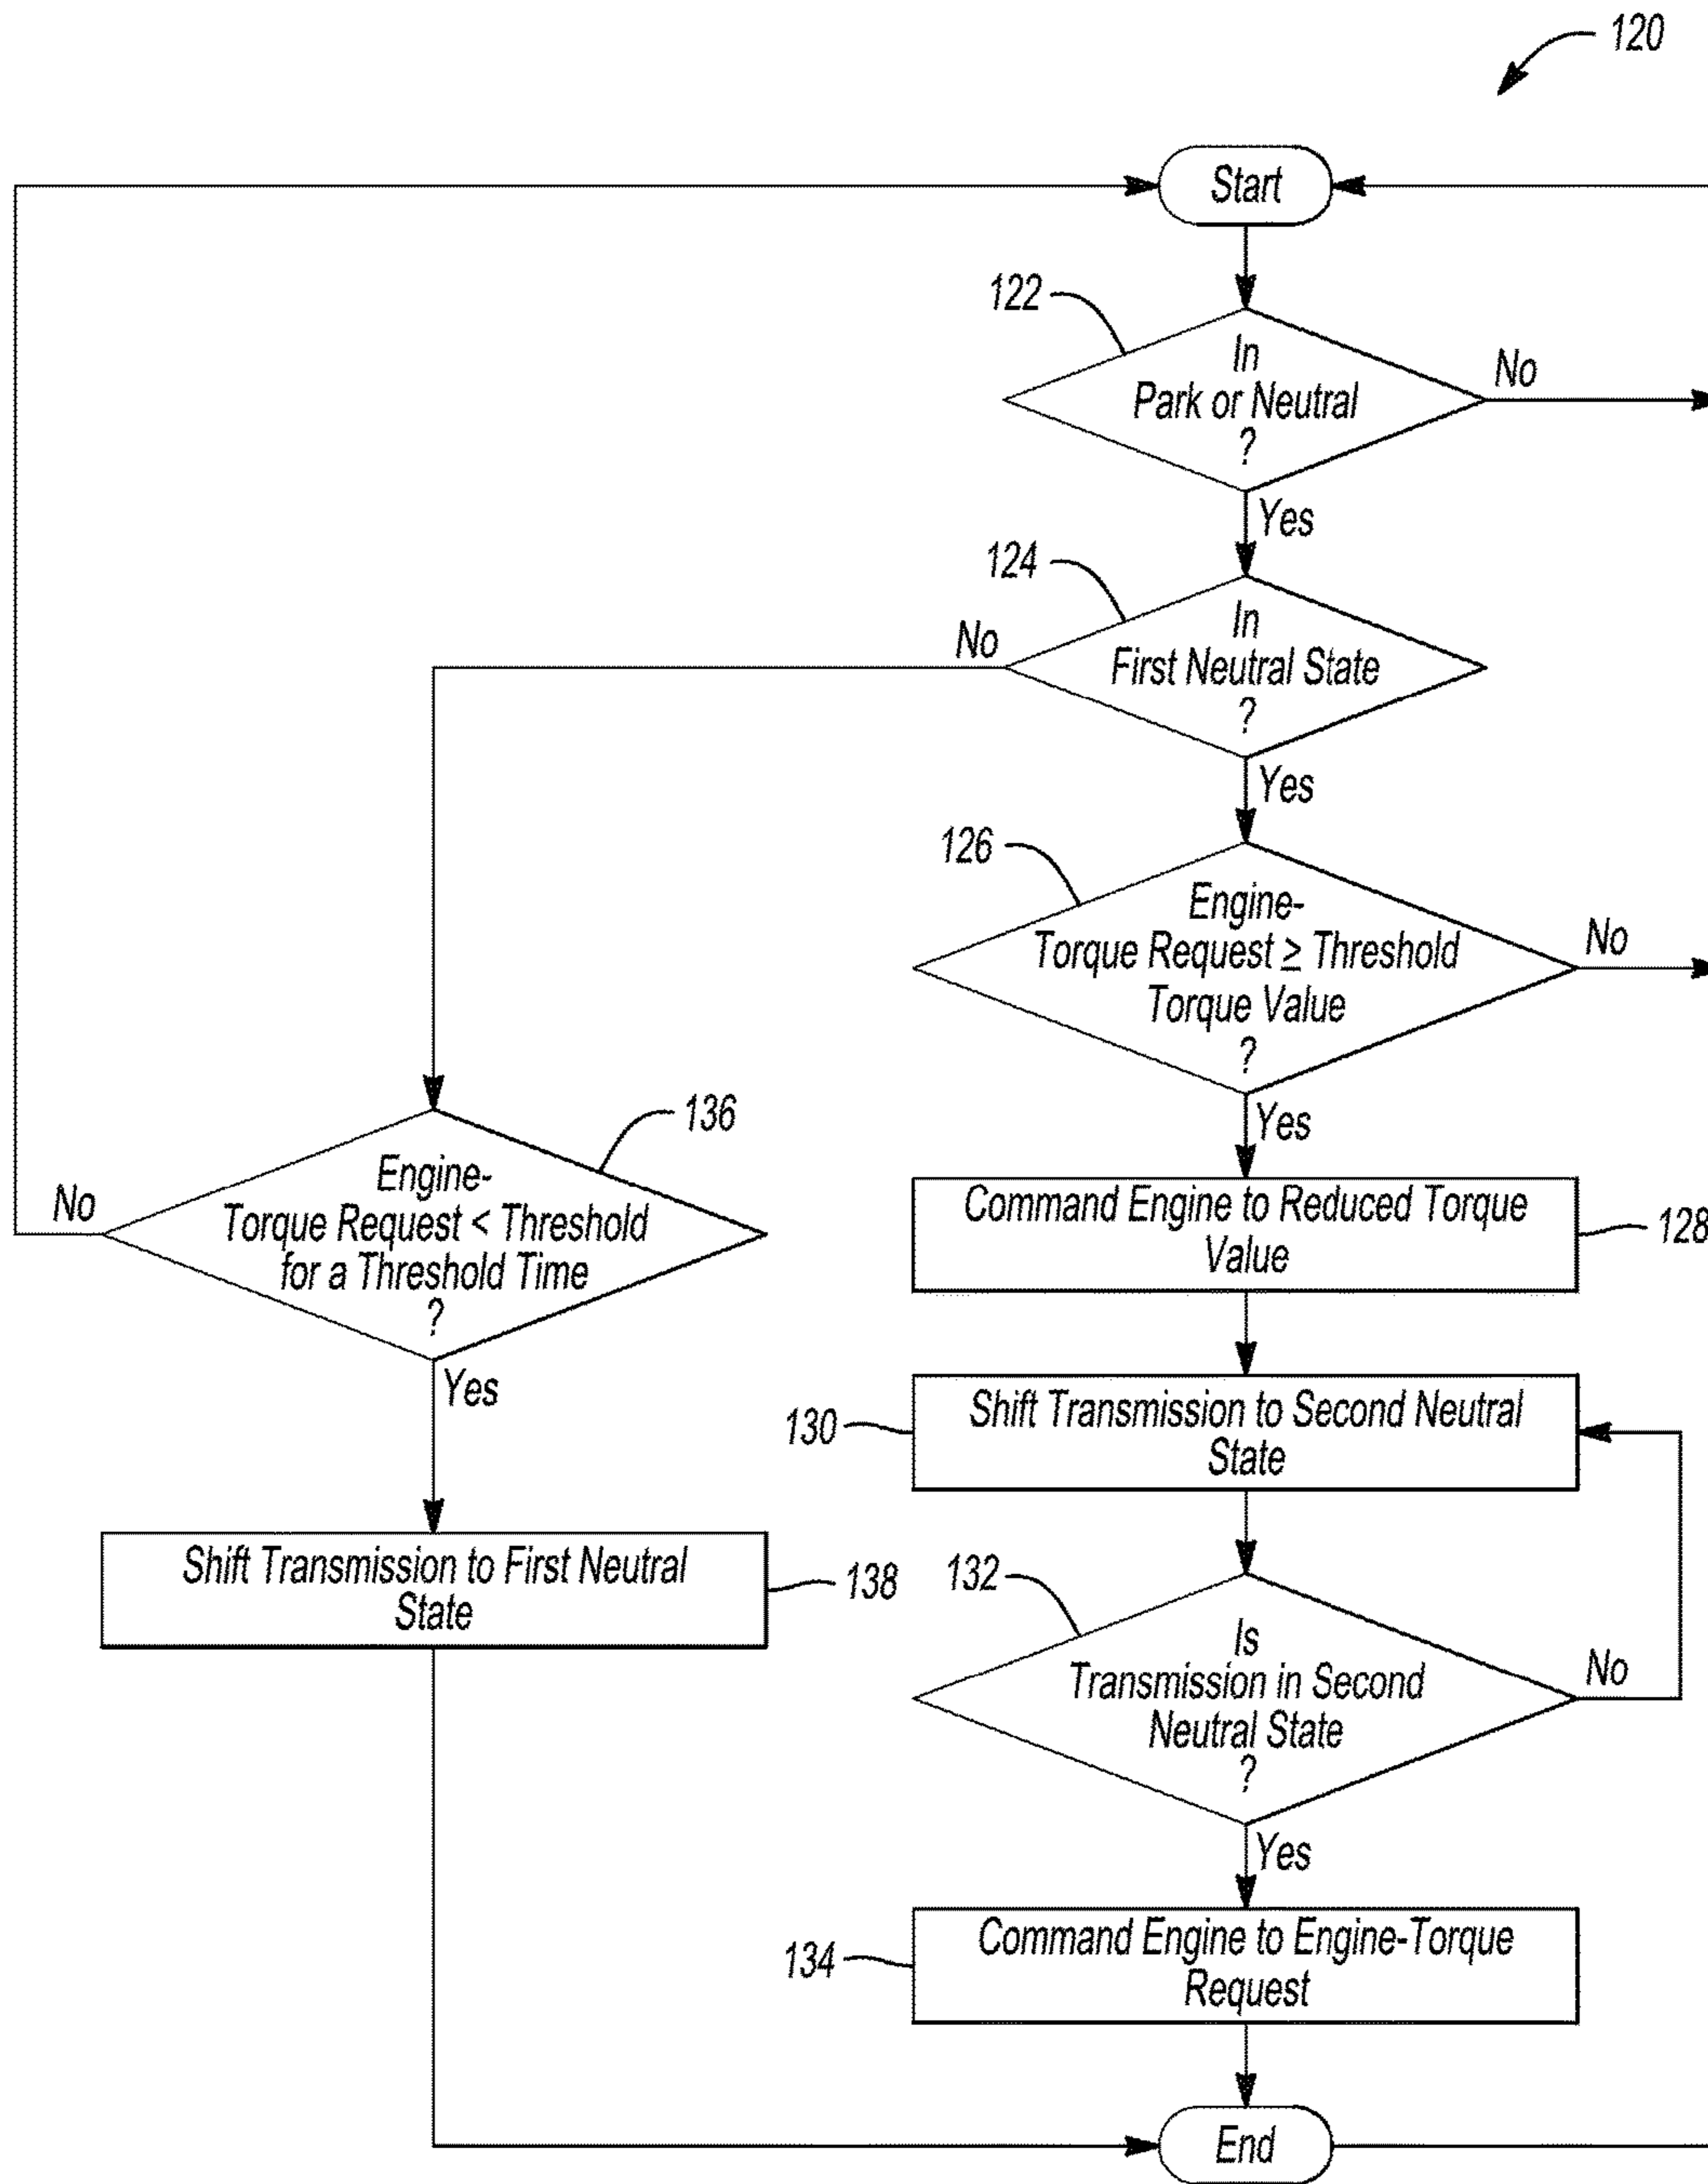 120
Start
122
In
Park or Neutral
?
No
Yes
124
In
First Neutral State
?
No
Yes
126
Engine-
Torque Request ≥ Threshold
Torque Value
?
No
Yes
136
Engine-
Torque Request < Threshold
for a Threshold Time
?
No
Yes
Command Engine to Reduced Torque
Value
128
Shift Transmission to Second Neutral
State
130
Shift Transmission to First Neutral
State
138
132
Is
Transmission in Second
Neutral State
?
No
Yes
Command Engine to Engine-Torque
Request
134
End